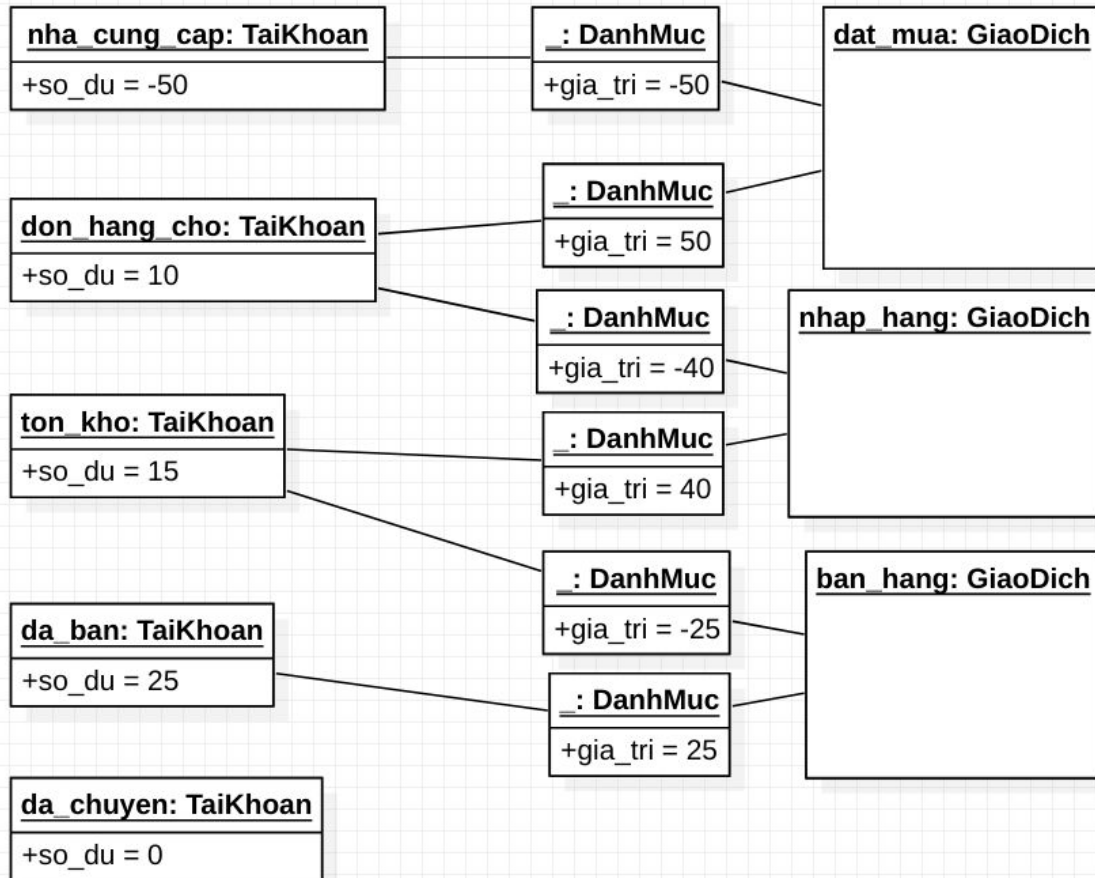 nha_cung_cap: TaiKhoan
+so_du = -50
_: DanhMuc
+gia_tri = -50
dat_mua: GiaoDich
_: DanhMuc
+gia_tri = 50
don_hang_cho: TaiKhoan
+so_du = 10
_: DanhMuc
+gia_tri = -40
nhap_hang: GiaoDich
ton_kho: TaiKhoan
+so_du = 15
_: DanhMuc
+gia_tri = 40
_: DanhMuc
+gia_tri = -25
ban_hang: GiaoDich
da_ban: TaiKhoan
+so_du = 25
_: DanhMuc
+gia_tri = 25
da_chuyen: TaiKhoan
+so_du = 0